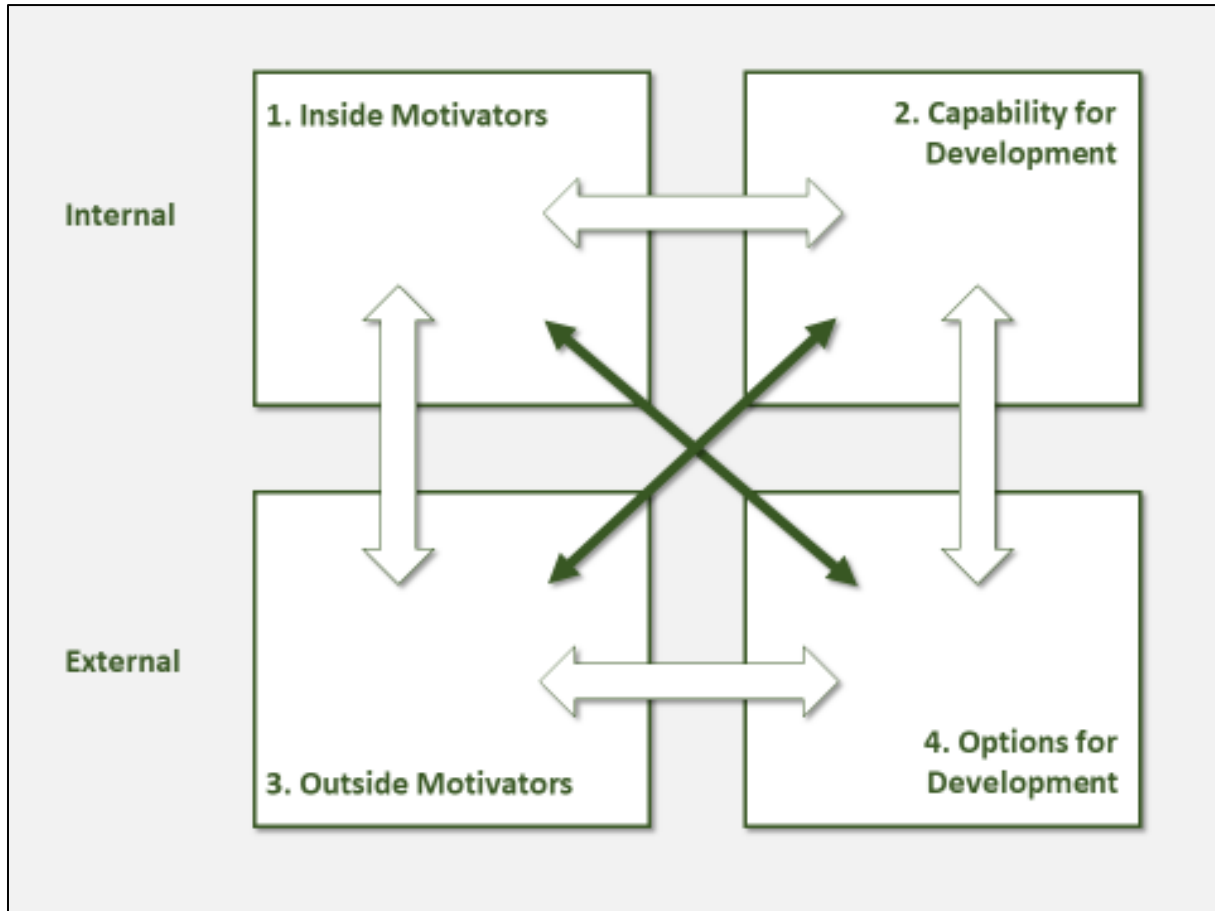 1. Inside Motivators
2. Capability for
Development
Internal
External
3. Outside Motivators
4. Options for
Development